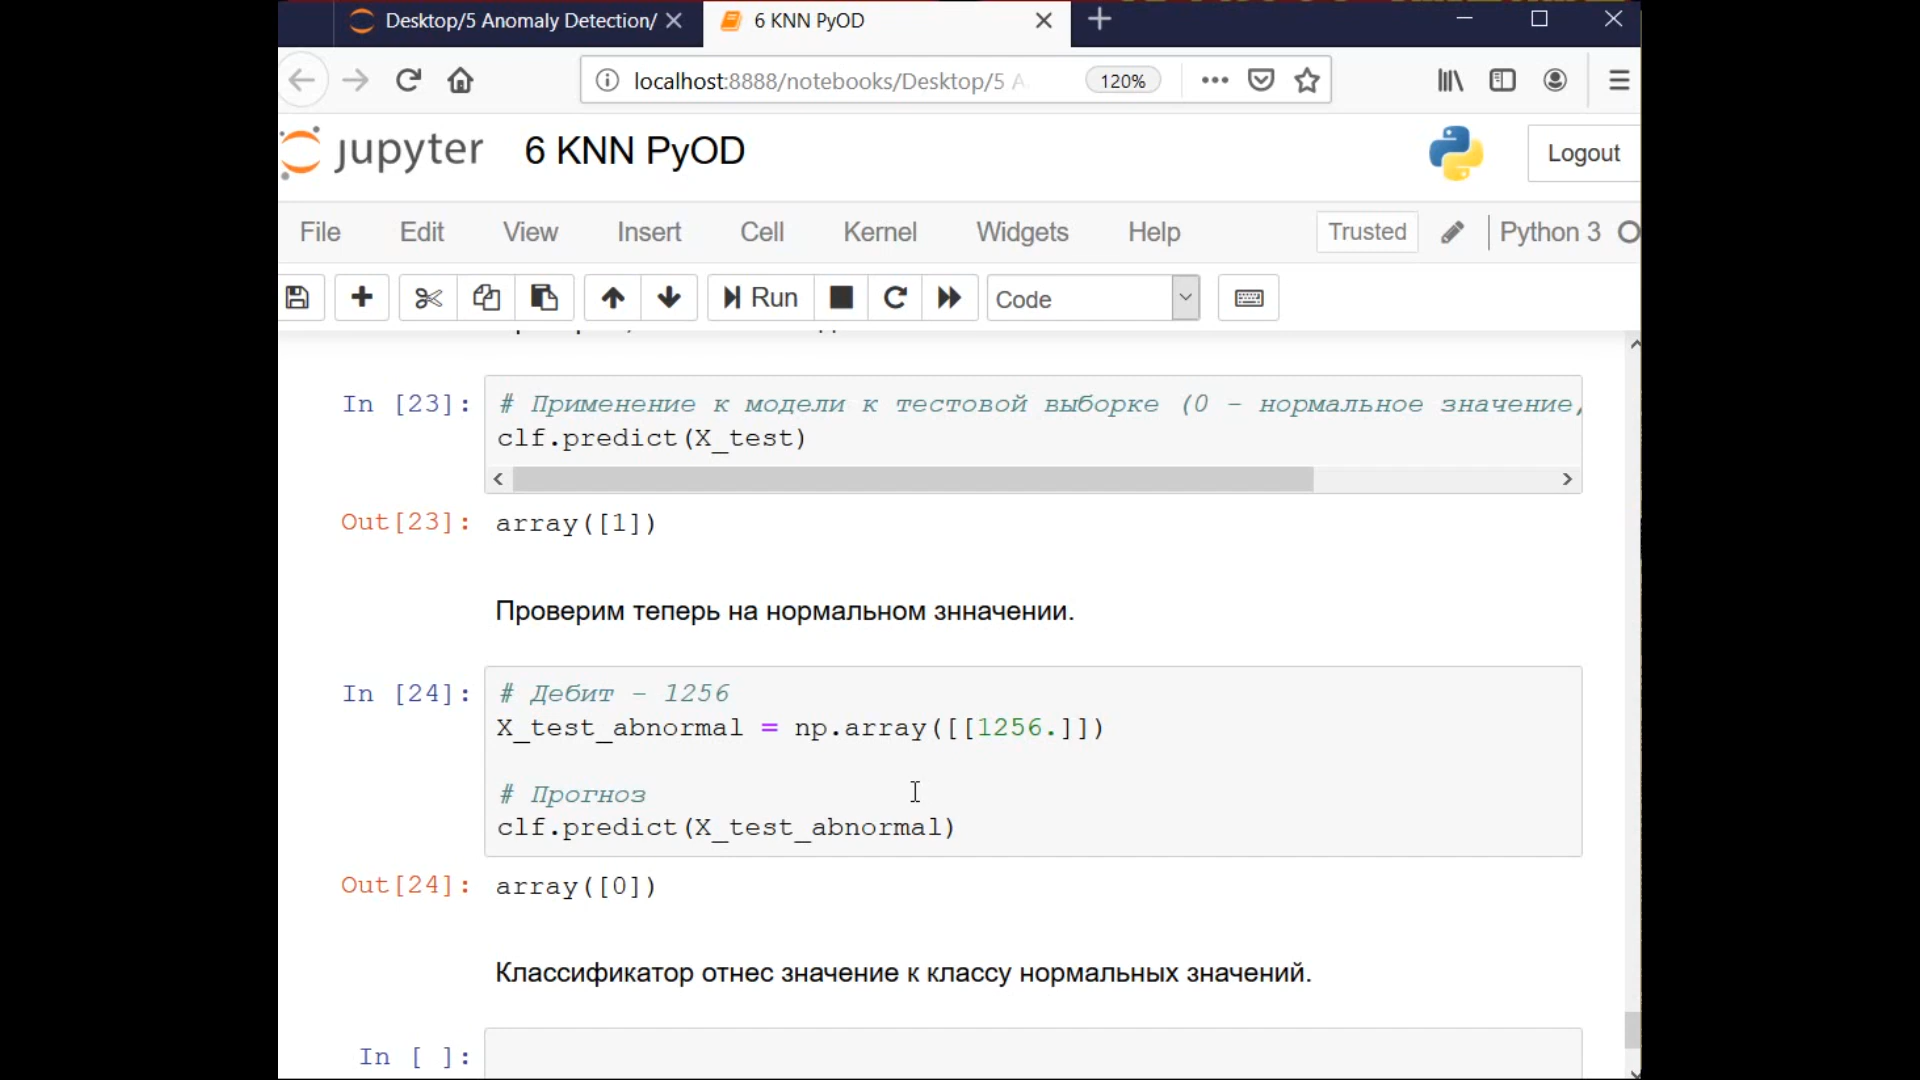 Desktop/5 Anomaly Detection/
6 KNN PyOD
localhost:8888/notebooks/Desktop/5 A
120%
jupyter
6 KNN PyOD
Logout
File Edit View Insert Cell Kernel Widgets Help
Trusted
Python 3
Run
Code
In [23]:
# Применение к модели к тестовой выборке (0 - нормальное значение,
clf.predict(X_test)
Out[23]:
array([1])
Проверим теперь на нормальном знначении.
In [24]:
# Дебит - 1256
X_test_abnormal = np.array([[1256.]])
# Прогноз
clf.predict(X_test_abnormal)
Out[24]:
array([0])
Классификатор отнес значение к классу нормальных значений.
In [ ]: